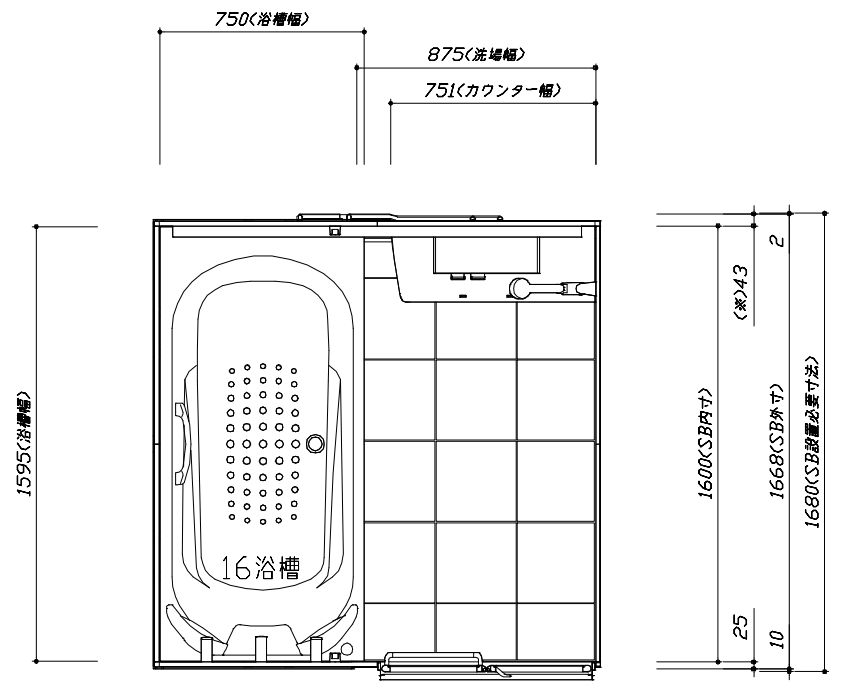 750(浴槽幅)
875(洗場幅)
751(カウンター幅)
1595(浴槽幅)
16浴槽
2
(※)43
1600(SB内寸)
1668(SB外寸)
1680(SB設置必要寸法)
25
10